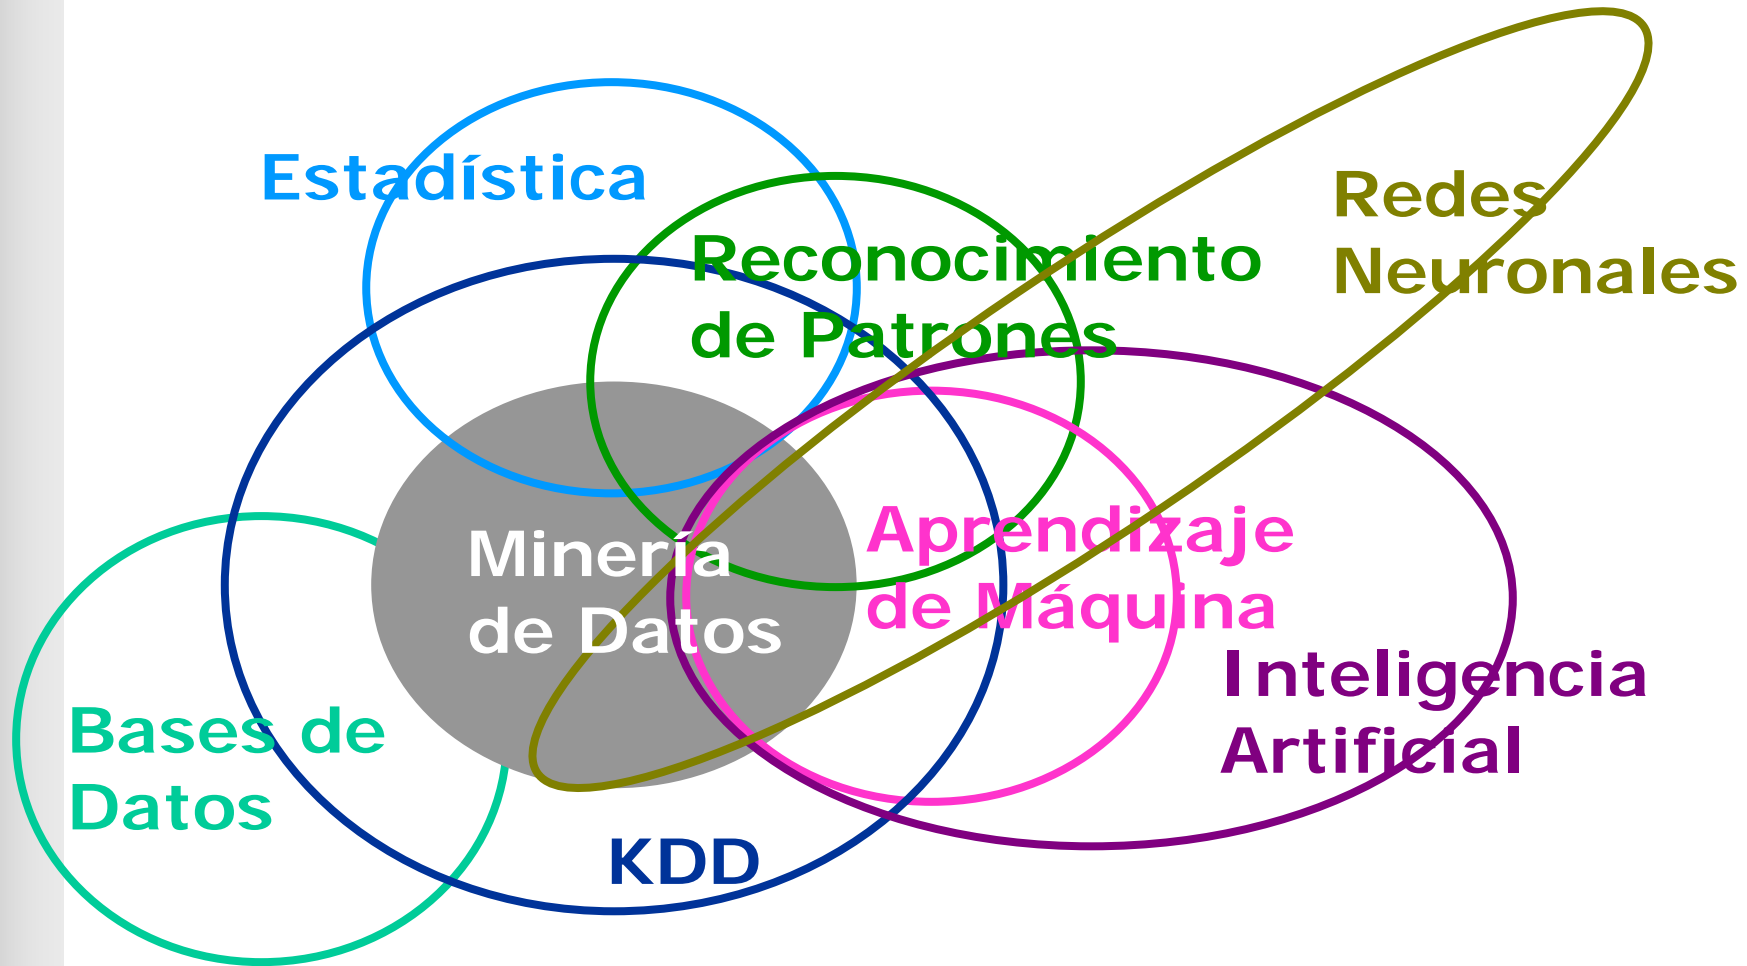 Estadística
Reconocimiento
de Patrones
Redes
Neuronales
Minería
de Datos
Aprendizaje
de Máquina
Inteligencia
Artificial
Bases de
Datos
KDD